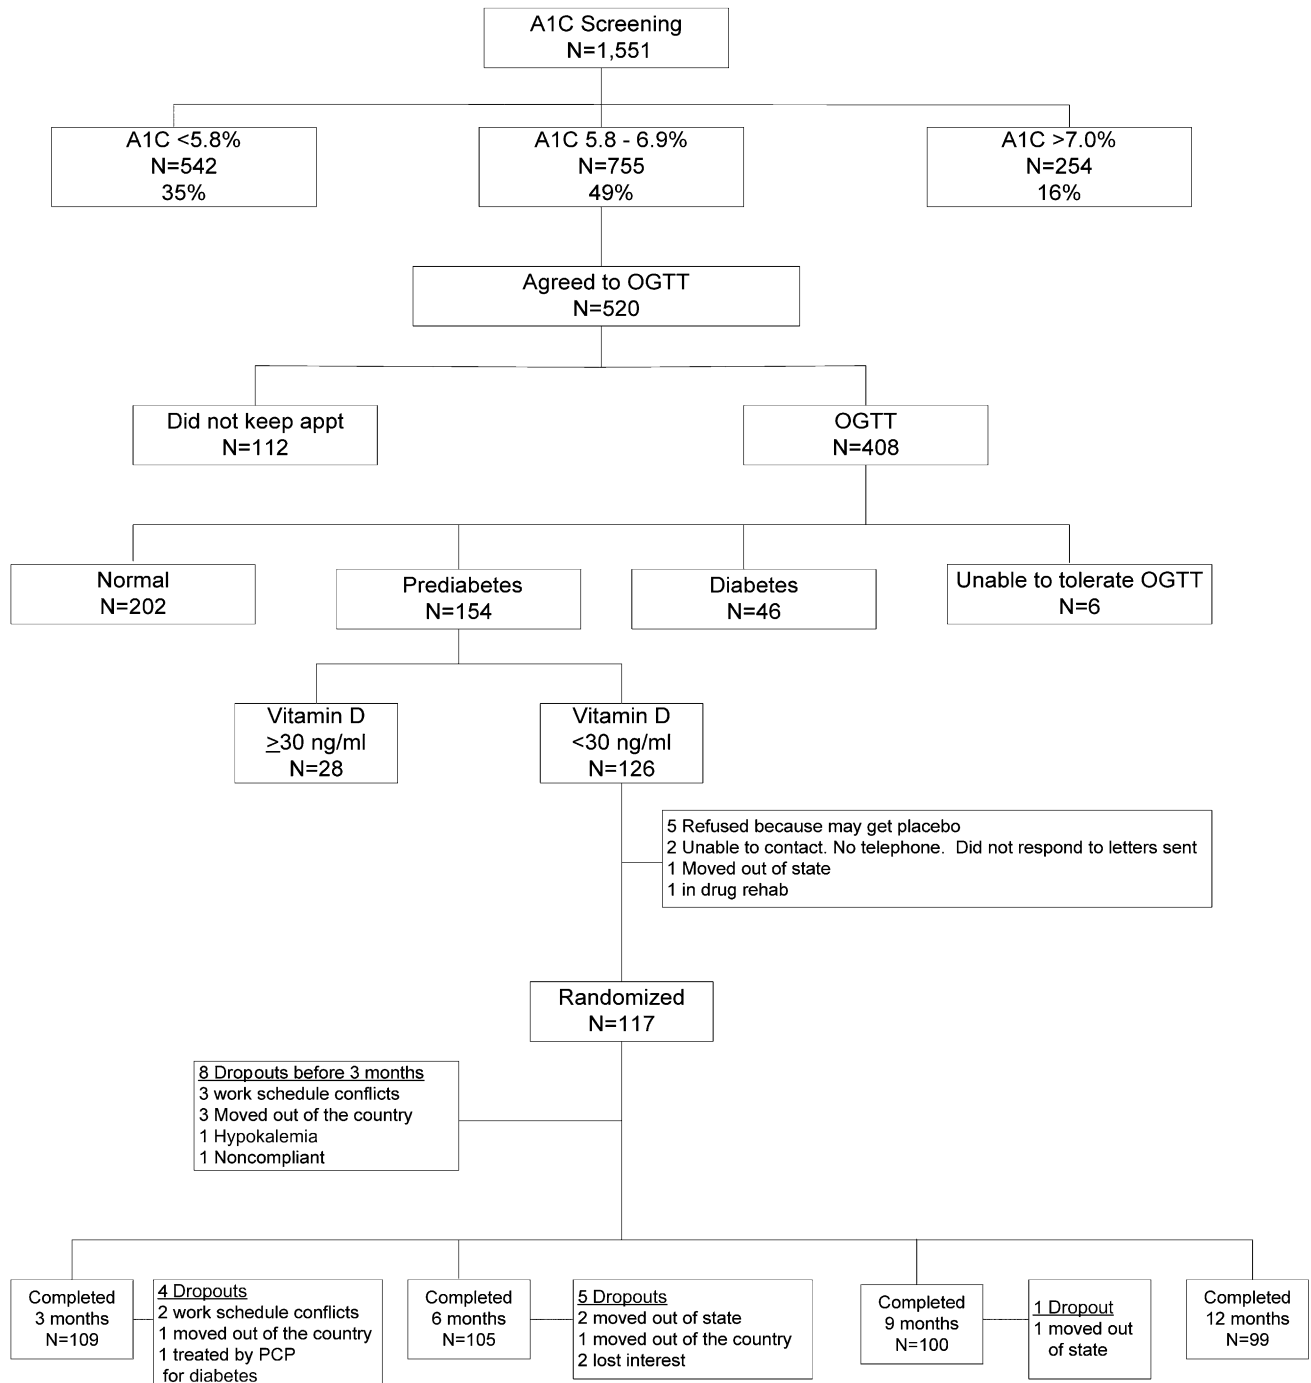 A1C Screening
N=1,551
A1C <5.8%
N=542
35%
A1C 5.8 - 6.9%
N=755
49%
A1C >7.0%
N=254
16%
Agreed to OGTT
N=520
Did not keep appt
N=112
OGTT
N=408
Normal
N=202
Prediabetes
N=154
Diabetes
N=46
Unable to tolerate OGTT
N=6
Vitamin D
≥30 ng/ml
N=28
Vitamin D
<30 ng/ml
N=126
5 Refused because may get placebo
2 Unable to contact. No telephone.  Did not respond to letters sent
1 Moved out of state
1 in drug rehab
Randomized
N=117
8 Dropouts before 3 months
3 work schedule conflicts
3 Moved out of the country
1 Hypokalemia
1 Noncompliant
Completed
3 months
N=109
4 Dropouts
2 work schedule conflicts
1 moved out of the country
1 treated by PCP
for diabetes
Completed
6 months
N=105
5 Dropouts
2 moved out of state
1 moved out of the country
2 lost interest
Completed
9 months
N=100
1 Dropout
1 moved out
of state
Completed
12 months
N=99